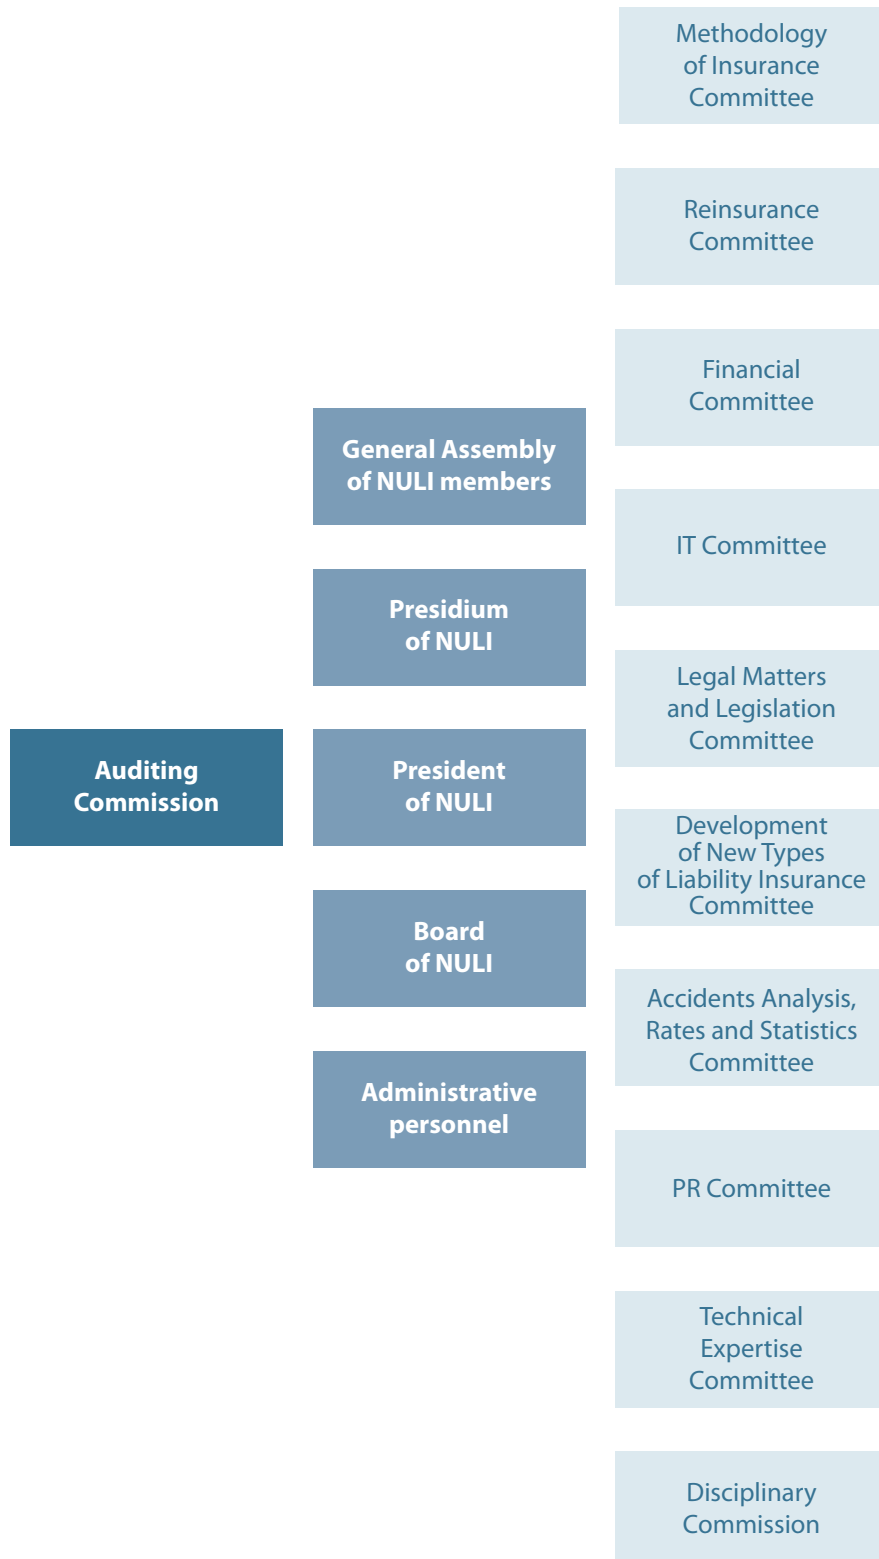 Auditing
Commission
General Assembly
of NULI members
Presidium
of NULI
President
of NULI
Board
of NULI
Administrative
personnel
Methodology
of Insurance
Committee
Reinsurance
Committee
Financial
Committee
IT Committee
Legal Matters
and Legislation
Committee
Development
of New Types
of Liability Insurance
Committee
Accidents Analysis,
Rates and Statistics
Committee
PR Committee
Technical
Expertise
Committee
Disciplinary
Commission